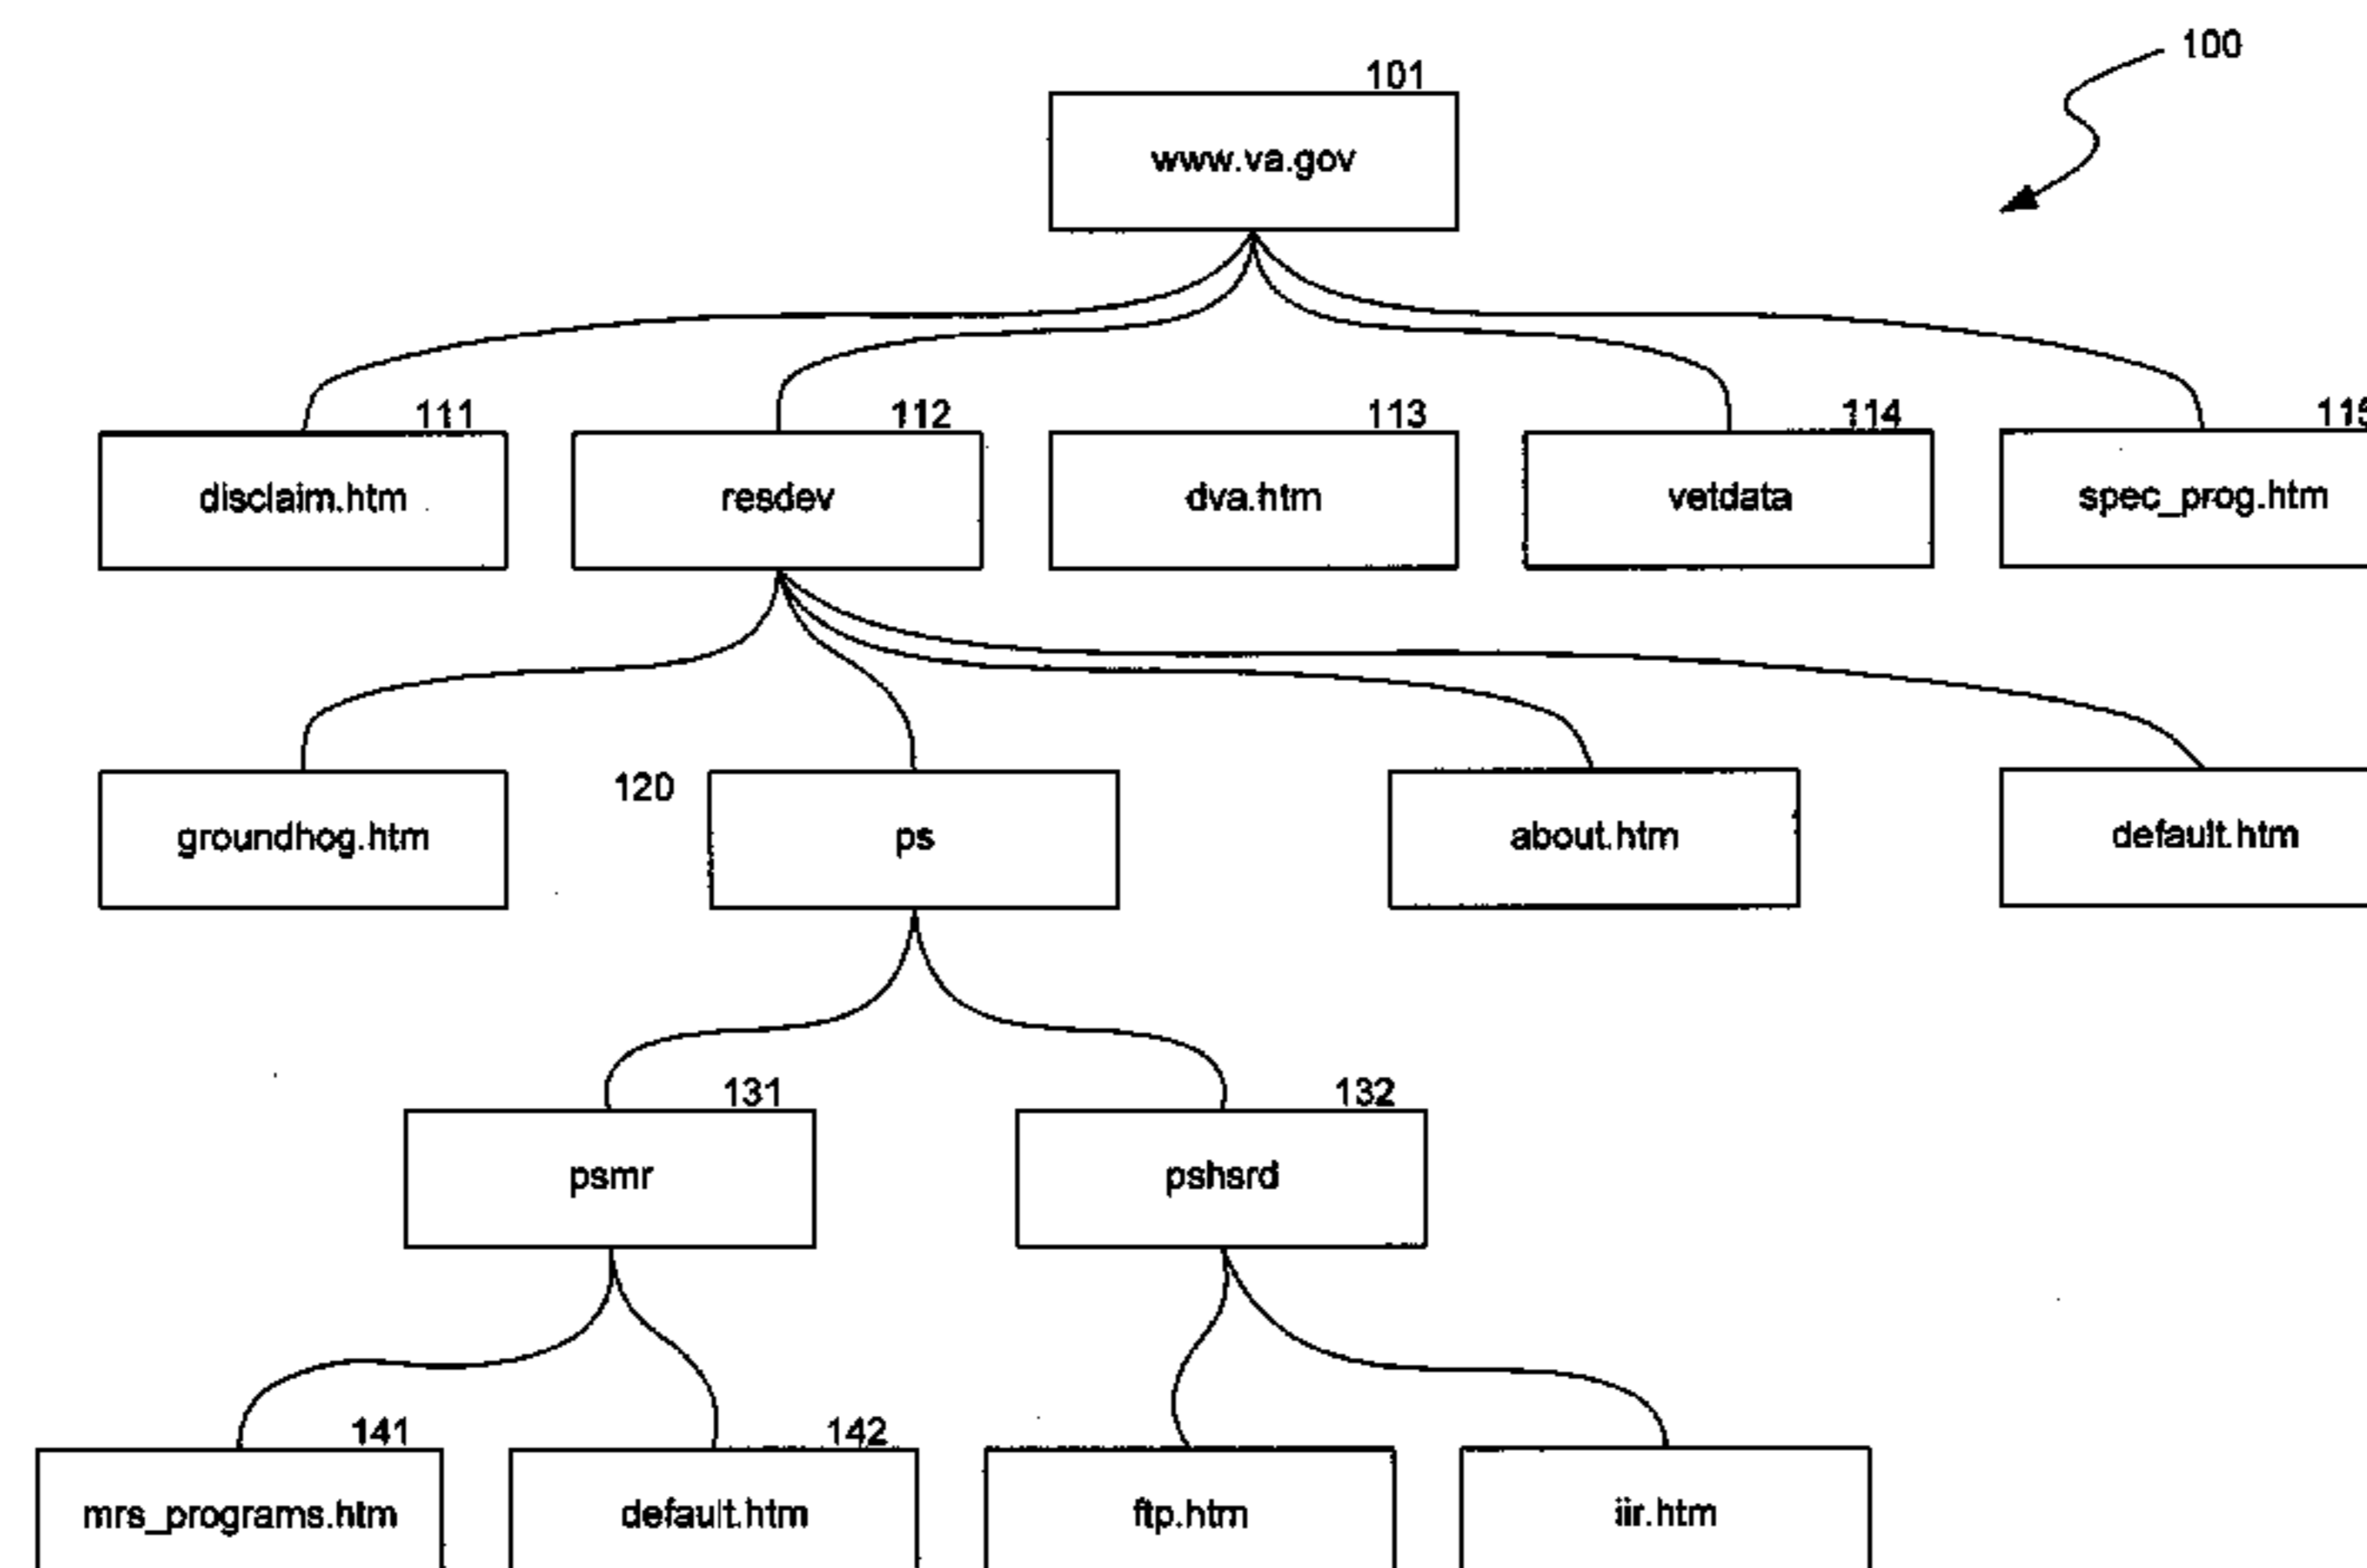 100
101
www.va.gov
111 112 113 114 115
disclaim.htm resdev dva.htm vetdata spec_prog.htm
120
groundhog.htm ps about.htm default.htm
131 132
psmr pshsrd
141 142
mrs_programs.htm default.htm ftp.htm iir.htm